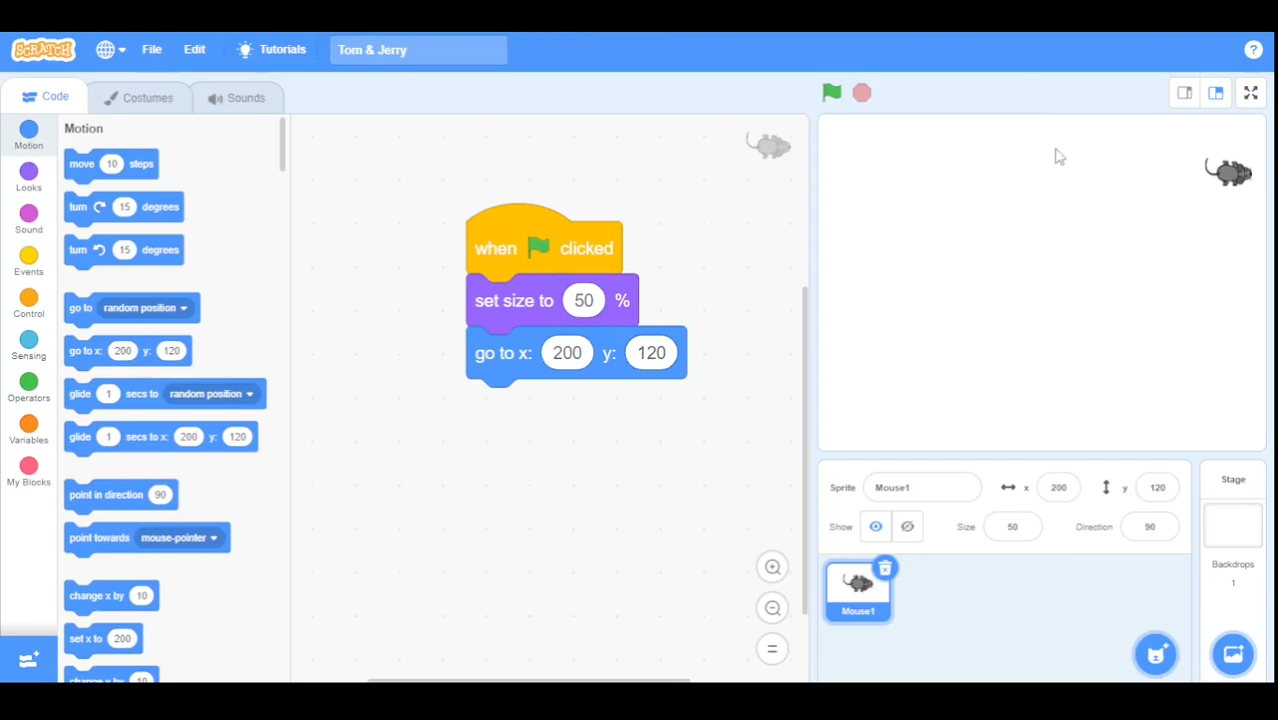 SCRATCH File Edit Tutorials Tom & Jerry ?
Code Costumes Sounds
Motion
Looks
Sound
Events
Control
Sensing
Operators
Variables
My Blocks
Motion
move 10 steps
turn 15 degrees
turn 15 degrees
go to random position
go to x: 200 y: 120
glide 1 secs to random position
glide 1 secs to x: 200 y: 120
point in direction 90
point towards mouse-pointer
change x by 10
set x to 200
change y by 10
when clicked
set size to 50 %
go to x: 200 y: 120
Sprite Mouse1 x 200 y 120
Show Size 50 Direction 90
Mouse1
Stage
Backdrops
1